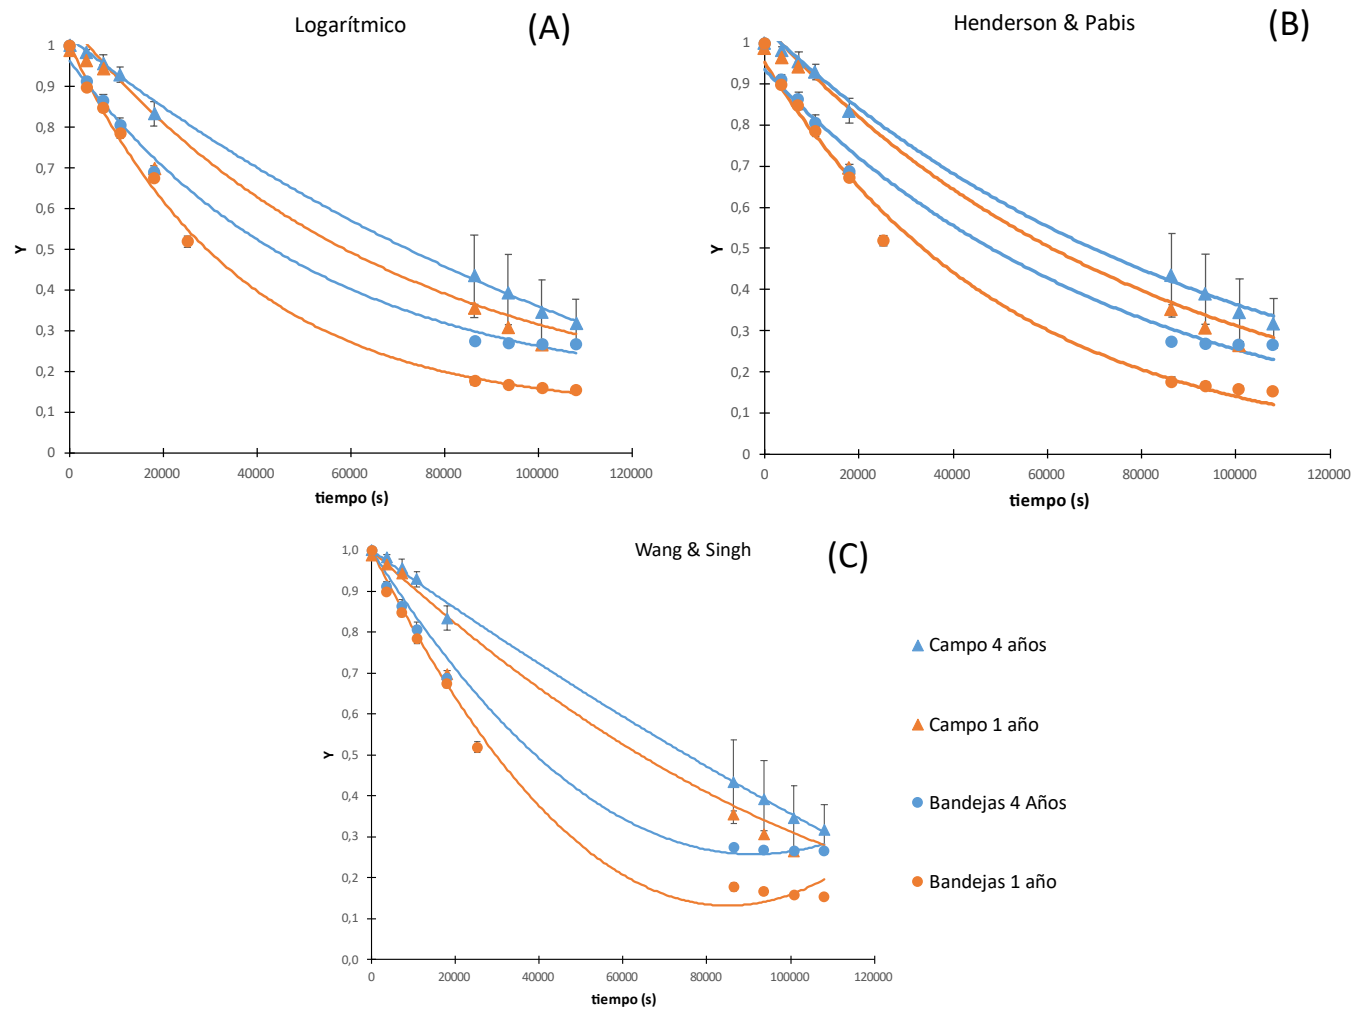 Logarítmico
(A)
1
0,9
0,8
0,7
0,6
0,5
0,4
0,3
0,2
0,1
0
Y
0 20000 40000 60000 80000 100000 120000
tiempo (s)
Henderson & Pabis
(B)
1
0,9
0,8
0,7
0,6
0,5
0,4
0,3
0,2
0,1
0
Y
0 20000 40000 60000 80000 100000 120000
tiempo (s)
Wang & Singh
(C)
1,0
0,9
0,8
0,7
0,6
0,5
0,4
0,3
0,2
0,1
0,0
Y
0 20000 40000 60000 80000 100000 120000
tiempo (s)
Campo 4 años
Campo 1 año
Bandejas 4 Años
Bandejas 1 año